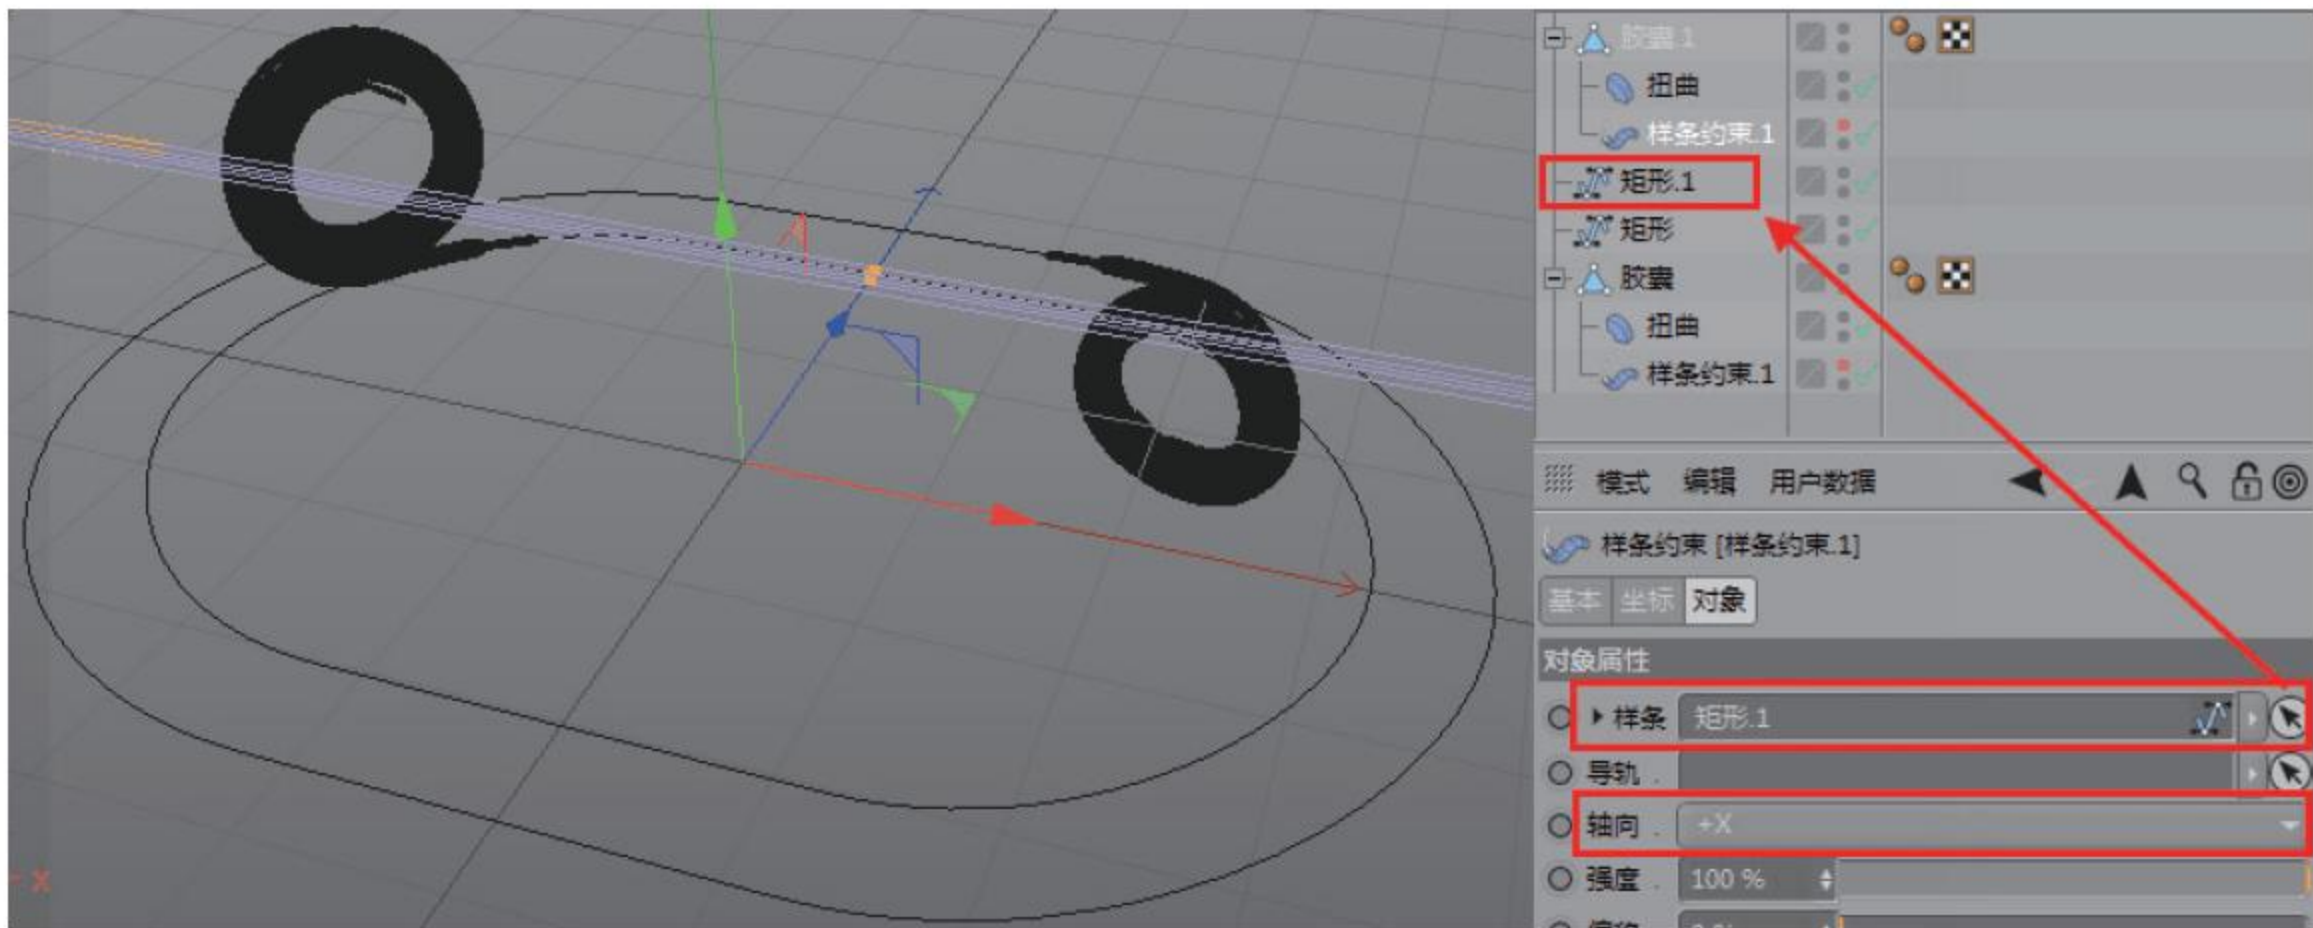 胶囊.1
扭曲
样条约束.1
矩形.1
矩形
胶囊
扭曲
样条约束.1
模式 编辑 用户数据
样条约束 [样条约束.1]
基本 坐标 对象
对象属性
样条 矩形.1
导轨 .
轴向 . +X
强度 . 100 %
X